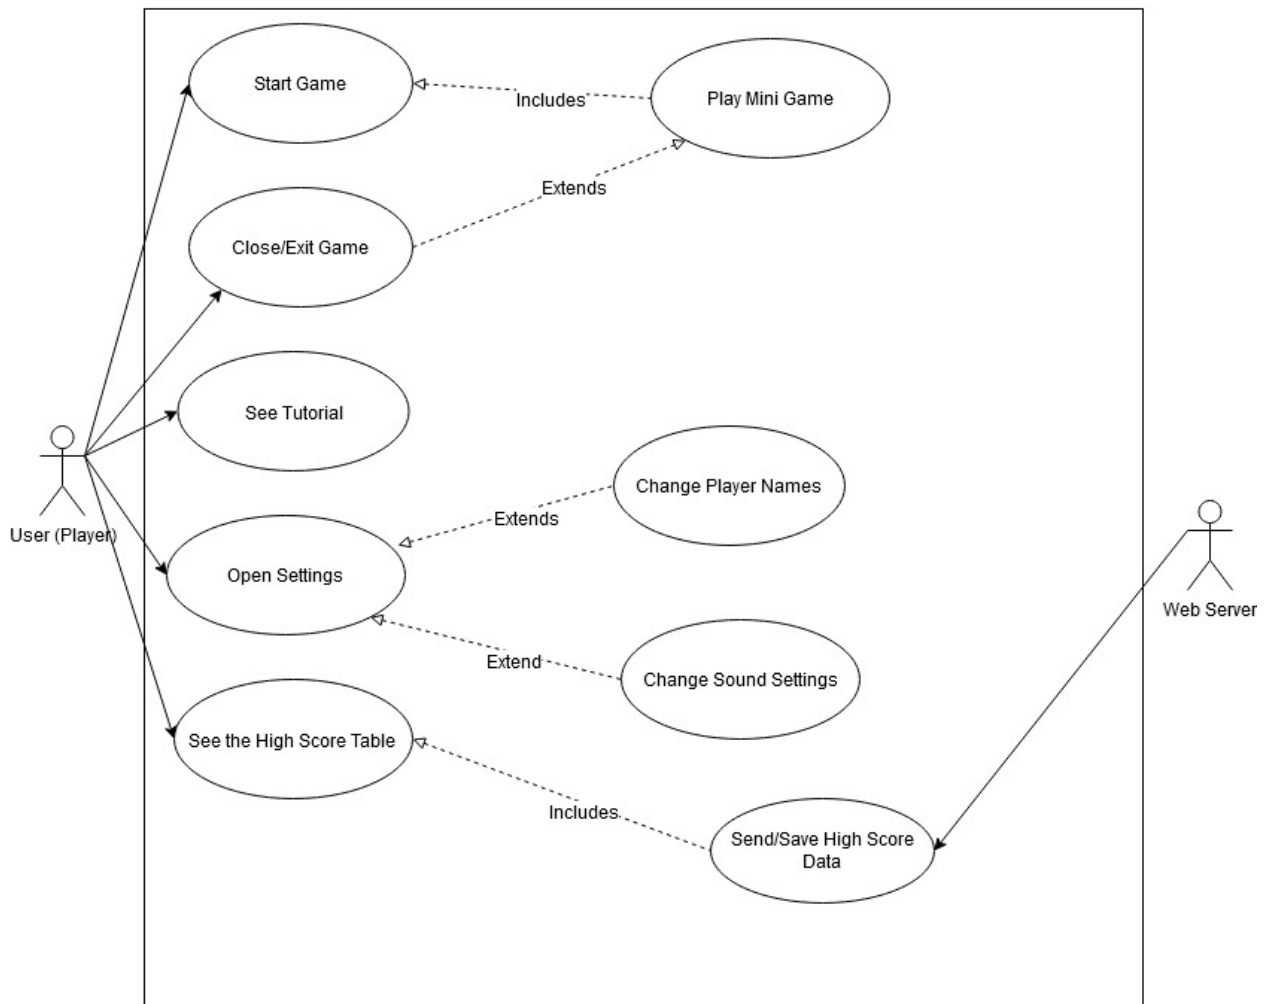 Start Game
Play Mini Game
Includes
Extends
Close/Exit Game
See Tutorial
User (Player)
Change Player Names
Extends
Open Settings
Web Server
Extend
Change Sound Settings
See the High Score Table
Includes
Send/Save High Score
Data